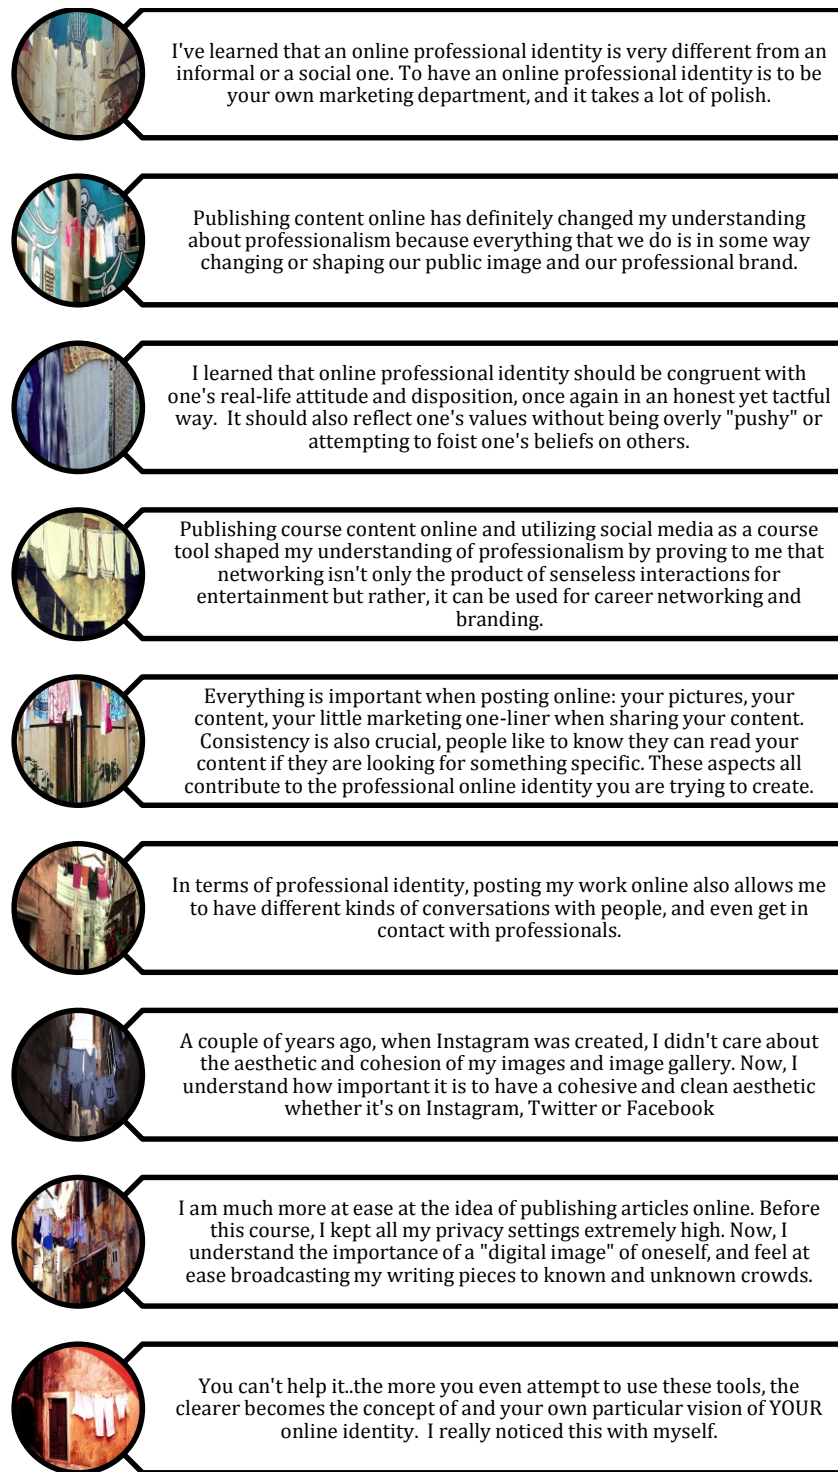 I've learned that an online professional identity is very different from an
informal or a social one. To have an online professional identity is to be
your own marketing department, and it takes a lot of polish.
Publishing content online has definitely changed my understanding
about professionalism because everything that we do is in some way
changing or shaping our public image and our professional brand.
I learned that online professional identity should be congruent with
one's real-life attitude and disposition, once again in an honest yet tactful
way.  It should also reflect one's values without being overly "pushy" or
attempting to foist one's beliefs on others.
Publishing course content online and utilizing social media as a course
tool shaped my understanding of professionalism by proving to me that
networking isn't only the product of senseless interactions for
entertainment but rather, it can be used for career networking and
branding.
Everything is important when posting online: your pictures, your
content, your little marketing one-liner when sharing your content.
Consistency is also crucial, people like to know they can read your
content if they are looking for something specific. These aspects all
contribute to the professional online identity you are trying to create.
In terms of professional identity, posting my work online also allows me
to have different kinds of conversations with people, and even get in
contact with professionals.
A couple of years ago, when Instagram was created, I didn't care about
the aesthetic and cohesion of my images and image gallery. Now, I
understand how important it is to have a cohesive and clean aesthetic
whether it's on Instagram, Twitter or Facebook
I am much more at ease at the idea of publishing articles online. Before
this course, I kept all my privacy settings extremely high. Now, I
understand the importance of a "digital image" of oneself, and feel at
ease broadcasting my writing pieces to known and unknown crowds.
You can't help it..the more you even attempt to use these tools, the
clearer becomes the concept of and your own particular vision of YOUR
online identity.  I really noticed this with myself.